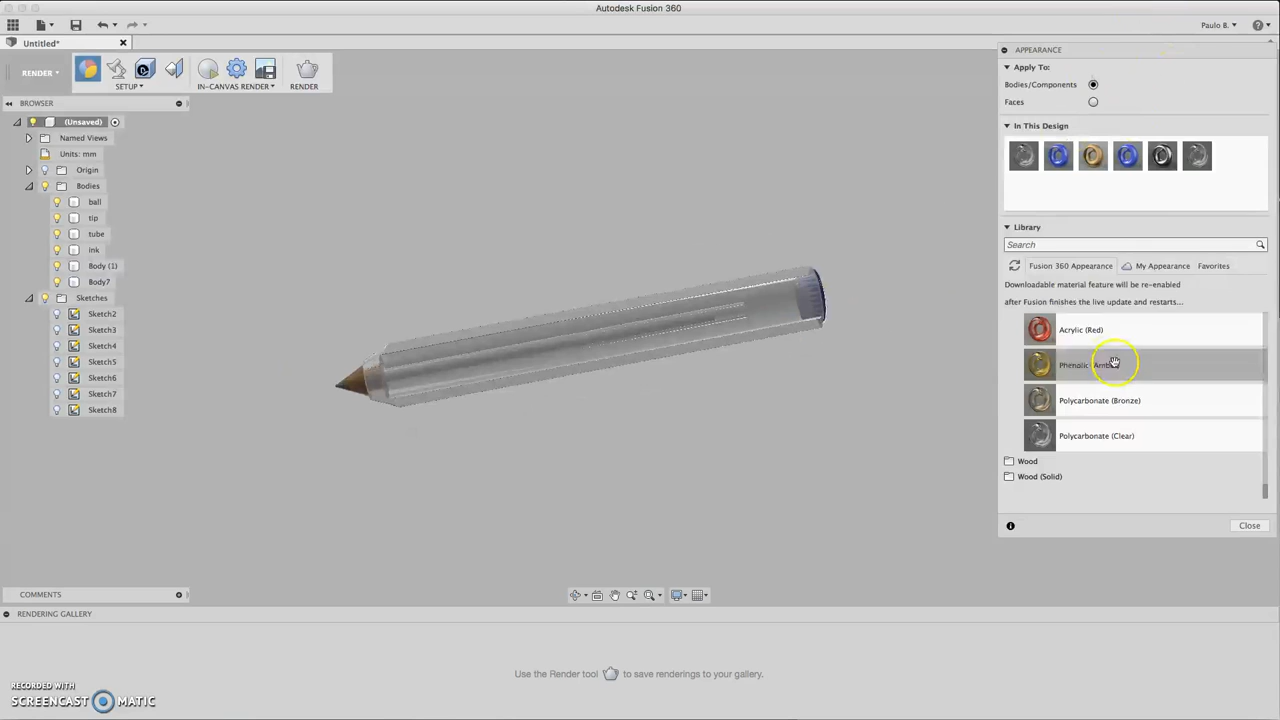 Autodesk Fusion 360
Paulo B.
Untitled*
RENDER
SETUP
IN-CANVAS RENDER
RENDER
BROWSER
(Unsaved)
Named Views
Units: mm
Origin
Bodies
ball
tip
tube
ink
Body (1)
Body7
Sketches
Sketch2
Sketch3
Sketch4
Sketch5
Sketch6
Sketch7
Sketch8
APPEARANCE
Apply To:
Bodies/Components
Faces
In This Design
Library
Search
Fusion 360 Appearance My Appearance Favorites
Downloadable material feature will be re-enabled
after Fusion finishes the live update and restarts...
Acrylic (Red)
Phenolic
Polycarbonate (Bronze)
Polycarbonate (Clear)
Wood
Wood (Solid)
Close
COMMENTS
RENDERING GALLERY
Use the Render tool to save renderings to your gallery.
RECORDED WITH
SCREENCAST MATIC